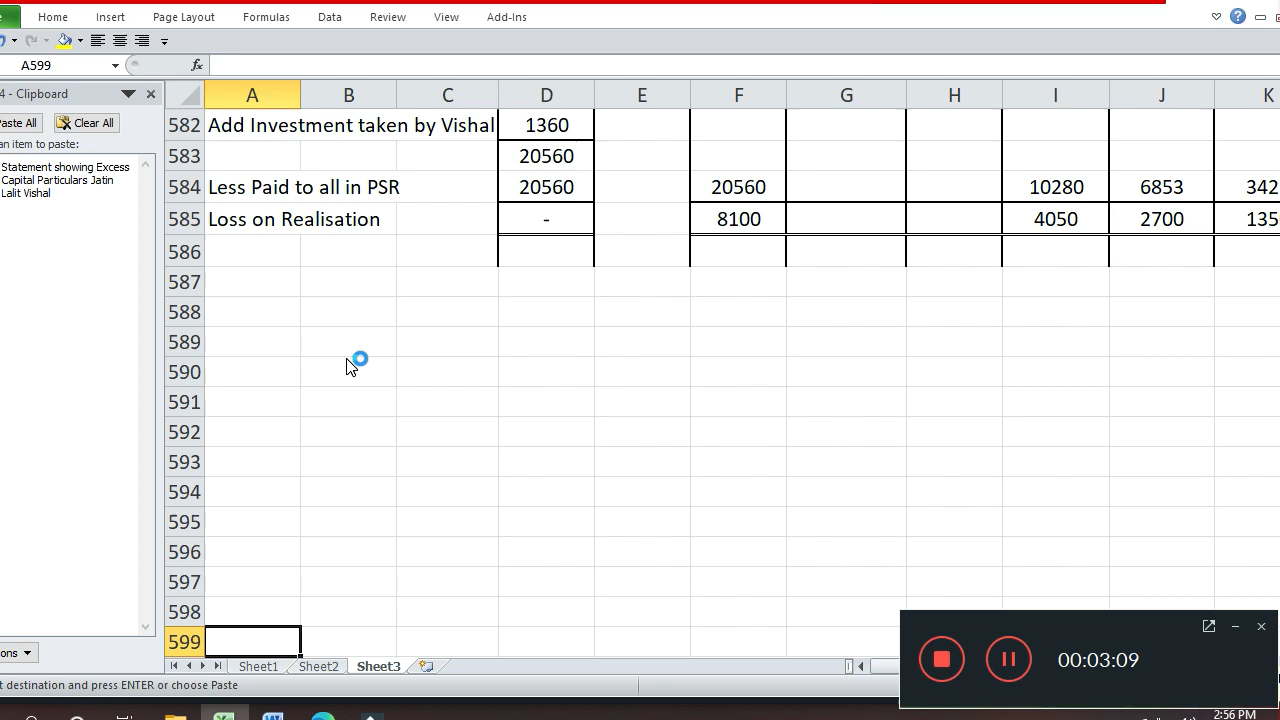 Home Insert Page Layout Formulas Data Review View Add-Ins
A599 fx
4 - Clipboard
A B C D E F G H I J K
Paste All Clear All
an item to paste:
Statement showing Excess
Capital Particulars Jatin
Lalit Vishal
582 Add Investment taken by Vishal 1360
583 20560
584 Less Paid to all in PSR 20560 20560 10280 6853 342
585 Loss on Realisation - 8100 4050 2700 135
586
587
588
589
590
591
592
593
594
595
596
597
598
599
ons
Sheet1 Sheet2 Sheet3
t destination and press ENTER or choose Paste
00:03:09
2:56 PM